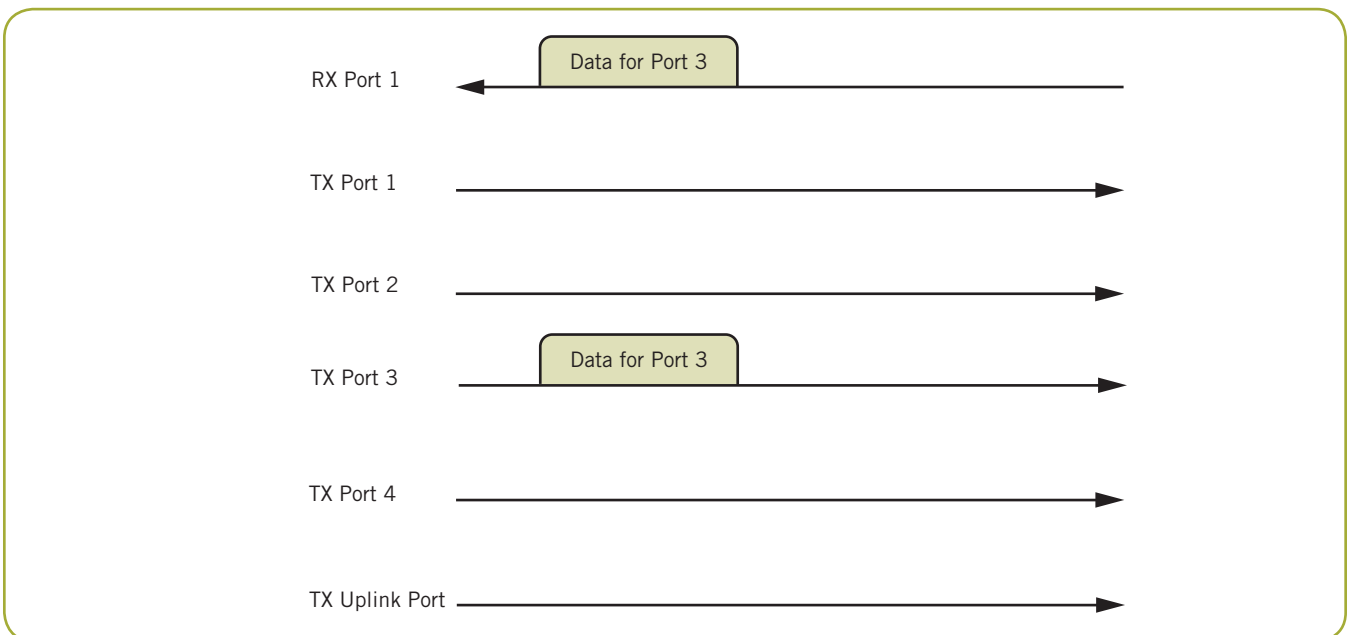 Data for Port 3
RX Port 1
TX Port 1
TX Port 2
Data for Port 3
TX Port 3
TX Port 4
TX Uplink Port